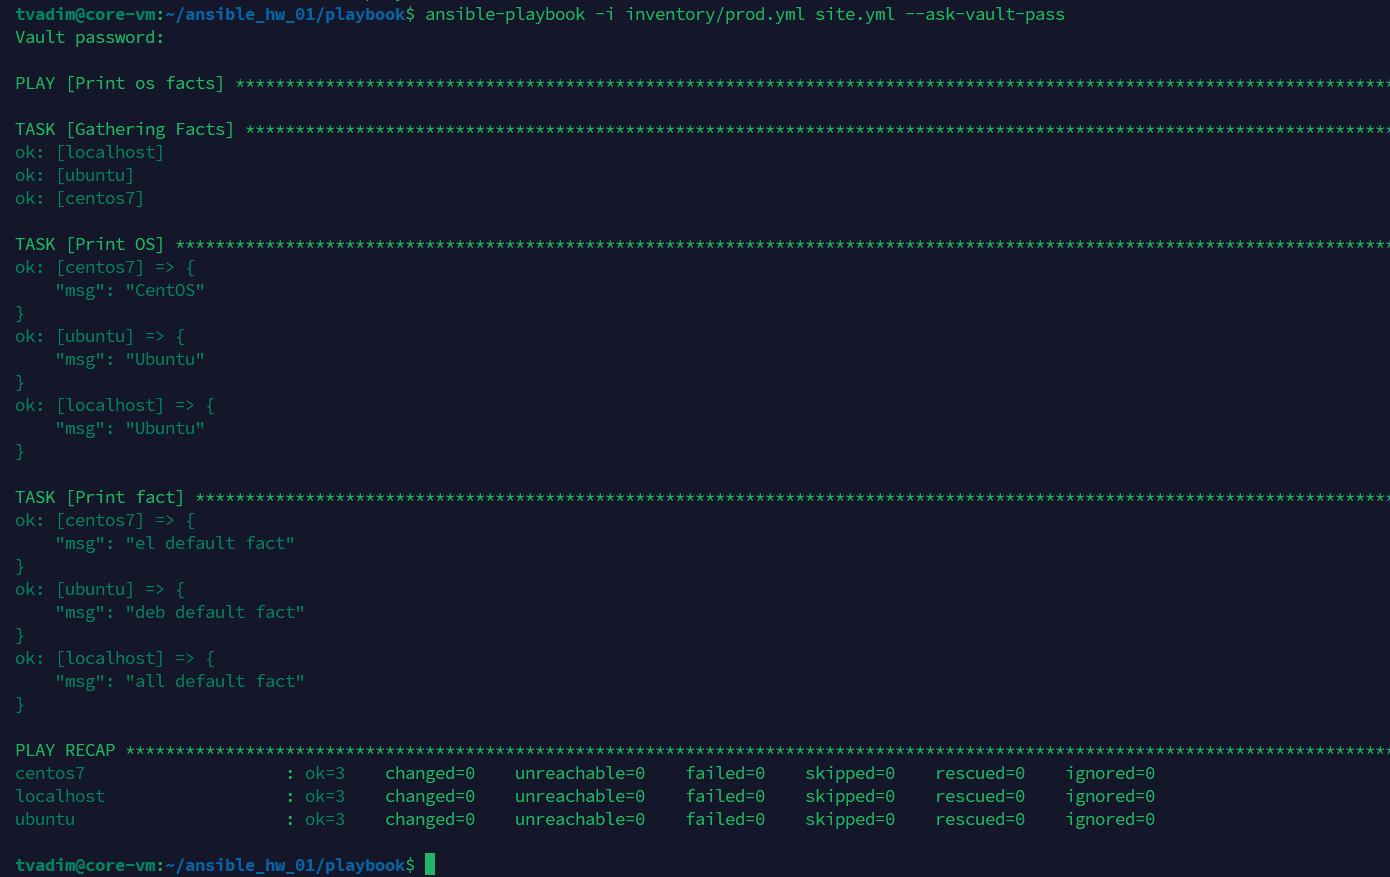 tvadim@core-vm:~/ansible_hw_01/playbook$ ansible-playbook -i inventory/prod.yml site.yml --ask-vault-pass
Vault password:

PLAY [Print os facts] *******************************************************************************************************************

TASK [Gathering Facts] ******************************************************************************************************************
ok: [localhost]
ok: [ubuntu]
ok: [centos7]

TASK [Print OS] *************************************************************************************************************************
ok: [centos7] => {
    "msg": "CentOS"
}
ok: [ubuntu] => {
    "msg": "Ubuntu"
}
ok: [localhost] => {
    "msg": "Ubuntu"
}

TASK [Print fact] ***********************************************************************************************************************
ok: [centos7] => {
    "msg": "el default fact"
}
ok: [ubuntu] => {
    "msg": "deb default fact"
}
ok: [localhost] => {
    "msg": "all default fact"
}

PLAY RECAP ******************************************************************************************************************************
centos7                    : ok=3    changed=0    unreachable=0    failed=0    skipped=0    rescued=0    ignored=0
localhost                  : ok=3    changed=0    unreachable=0    failed=0    skipped=0    rescued=0    ignored=0
ubuntu                     : ok=3    changed=0    unreachable=0    failed=0    skipped=0    rescued=0    ignored=0

tvadim@core-vm:~/ansible_hw_01/playbook$